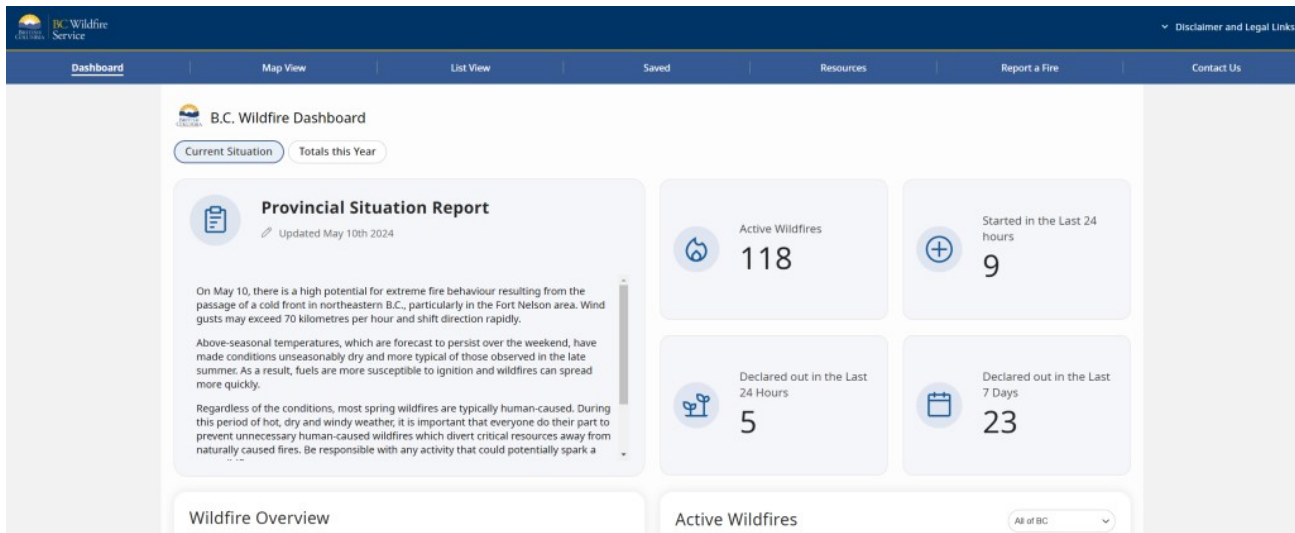 BC Wildfire
Service
BRITISH
COLUMBIA
Disclaimer and Legal Links
Dashboard
Map View
List View
Saved
Resources
Report a Fire
Contact Us
B.C. Wildfire Dashboard
Current Situation
Totals this Year
Provincial Situation Report
Updated May 10th 2024
On May 10, there is a high potential for extreme fire behaviour resulting from the
passage of a cold front in northeastern B.C., particularly in the Fort Nelson area. Wind
gusts may exceed 70 kilometres per hour and shift direction rapidly.
Above-seasonal temperatures, which are forecast to persist over the weekend, have
made conditions unseasonably dry and more typical of those observed in the late
summer. As a result, fuels are more susceptible to ignition and wildfires can spread
more quickly.
Regardless of the conditions, most spring wildfires are typically human-caused. During
this period of hot, dry and windy weather, it is important that everyone do their part to
prevent unnecessary human-caused wildfires which divert critical resources away from
naturally caused fires. Be responsible with any activity that could potentially spark a
Active Wildfires
118
Started in the Last 24
hours
9
Declared out in the Last
24 Hours
5
Declared out in the Last
7 Days
23
Wildfire Overview
Active Wildfires
All of BC